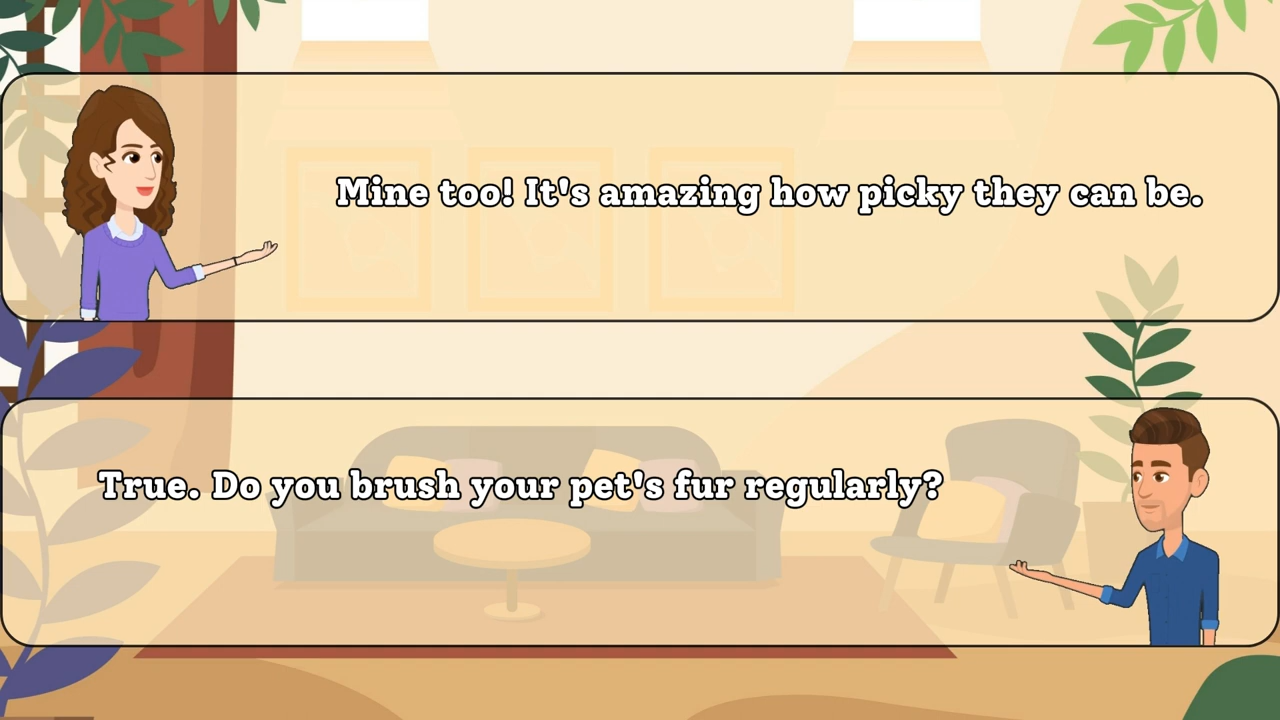 Mine too! It's amazing how picky they can be.
True. Do you brush your pet's fur regularly?